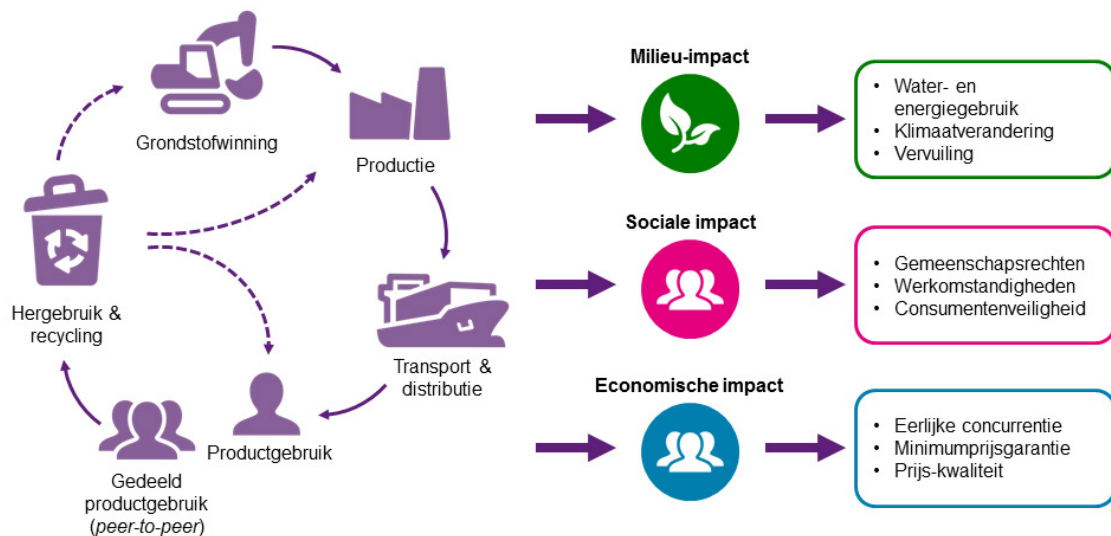 Grondstofwinning
Productie
Transport &
distributie
Productgebruik
Gedeeld
productgebruik
(peer-to-peer)
Hergebruik &
recycling
Milieu-impact
• Water- en
energiegebruik
• Klimaatverandering
• Vervuiling
Sociale impact
• Gemeenschapsrechten
• Werkomstandigheden
• Consumentenveiligheid
Economische impact
• Eerlijke concurrentie
• Minimumprijsgarantie
• Prijs-kwaliteit